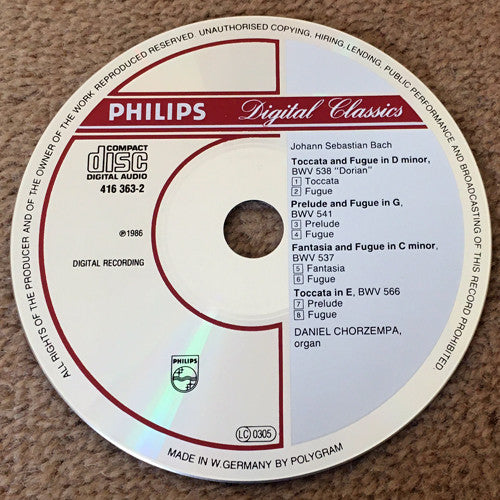 ALL RIGHTS OF THE PRODUCER AND OF THE OWNER OF THE WORK REPRODUCED RESERVED UNAUTHORISED COPYING, HIRING, LENDING, PUBLIC PERFORMANCE AND BROADCASTING OF THIS RECORD PROHIBITED.
PHILIPS Digital Classics
COMPACT
disc
DIGITAL AUDIO
416 363-2
℗1986
DIGITAL RECORDING
Johann Sebastian Bach
Toccata and Fugue in D minor,
BWV 538 "Dorian"
1 Toccata
2 Fugue
Prelude and Fugue in G,
BWV 541
3 Prelude
4 Fugue
Fantasia and Fugue in C minor,
BWV 537
5 Fantasia
6 Fugue
Toccata in E, BWV 566
7 Prelude
8 Fugue
DANIEL CHORZEMPA,
organ
PHILIPS
LC 0305
MADE IN W.GERMANY BY POLYGRAM